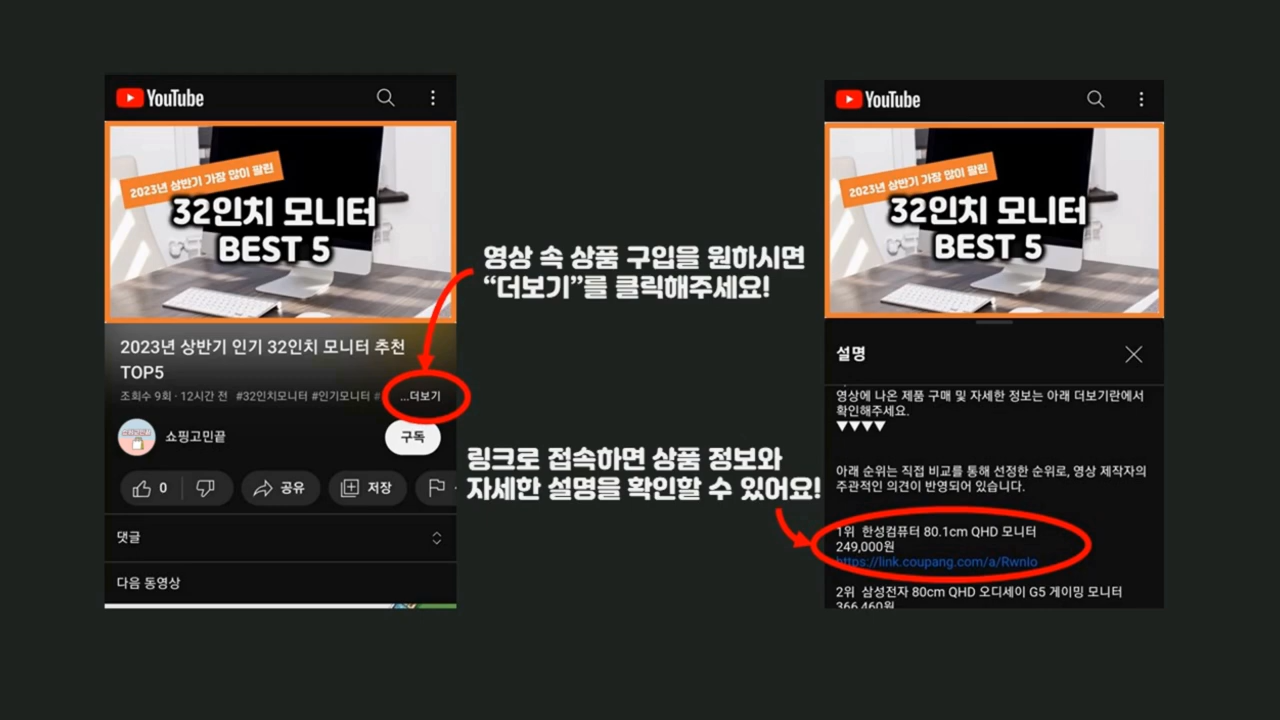 YouTube
2023년 상반기 가장 많이 팔린
32인치 모니터
BEST 5
2023년 상반기 인기 32인치 모니터 추천
TOP5
조회수 9회 · 12시간 전 #32인치모니터 #인기모니터 # ...더보기
쇼핑고민끝
구독
0
공유
저장
댓글
다음 동영상
영상 속 상품 구입을 원하시면
“더보기”를 클릭해주세요!
링크로 접속하면 상품 정보와
자세한 설명을 확인할 수 있어요!
YouTube
2023년 상반기 가장 많이 팔린
32인치 모니터
BEST 5
설명
영상에 나온 제품 구매 및 자세한 정보는 아래 더보기란에서
확인해주세요.
▼▼▼▼
아래 순위는 직접 비교를 통해 선정한 순위로, 영상 제작자의
주관적인 의견이 반영되어 있습니다.
1위 한성컴퓨터 80.1cm QHD 모니터
249,000원
https://link.coupang.com/a/Rwnlo
2위 삼성전자 80cm QHD 오디세이 G5 게이밍 모니터
366,460원